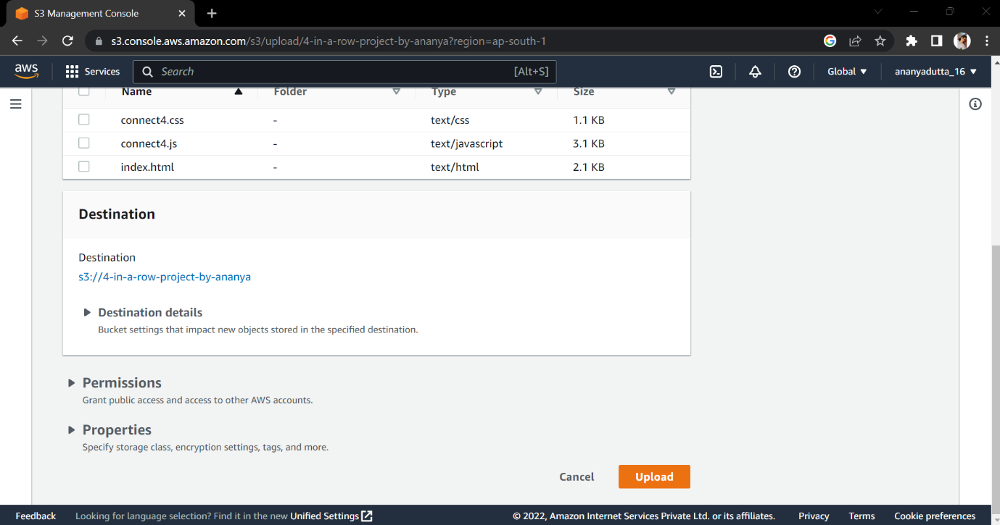 S3 Management Console
s3.console.aws.amazon.com/s3/upload/4-in-a-row-project-by-ananya?region=ap-south-1
aws Services Search [Alt+S] Global ananyadutta_16
Name Folder Type Size
connect4.css - text/css 1.1 KB
connect4.js - text/javascript 3.1 KB
index.html - text/html 2.1 KB
Destination
Destination
s3://4-in-a-row-project-by-ananya
Destination details
Bucket settings that impact new objects stored in the specified destination.
Permissions
Grant public access and access to other AWS accounts.
Properties
Specify storage class, encryption settings, tags, and more.
Cancel Upload
Feedback Looking for language selection? Find it in the new Unified Settings © 2022, Amazon Internet Services Private Ltd. or its affiliates. Privacy Terms Cookie preferences